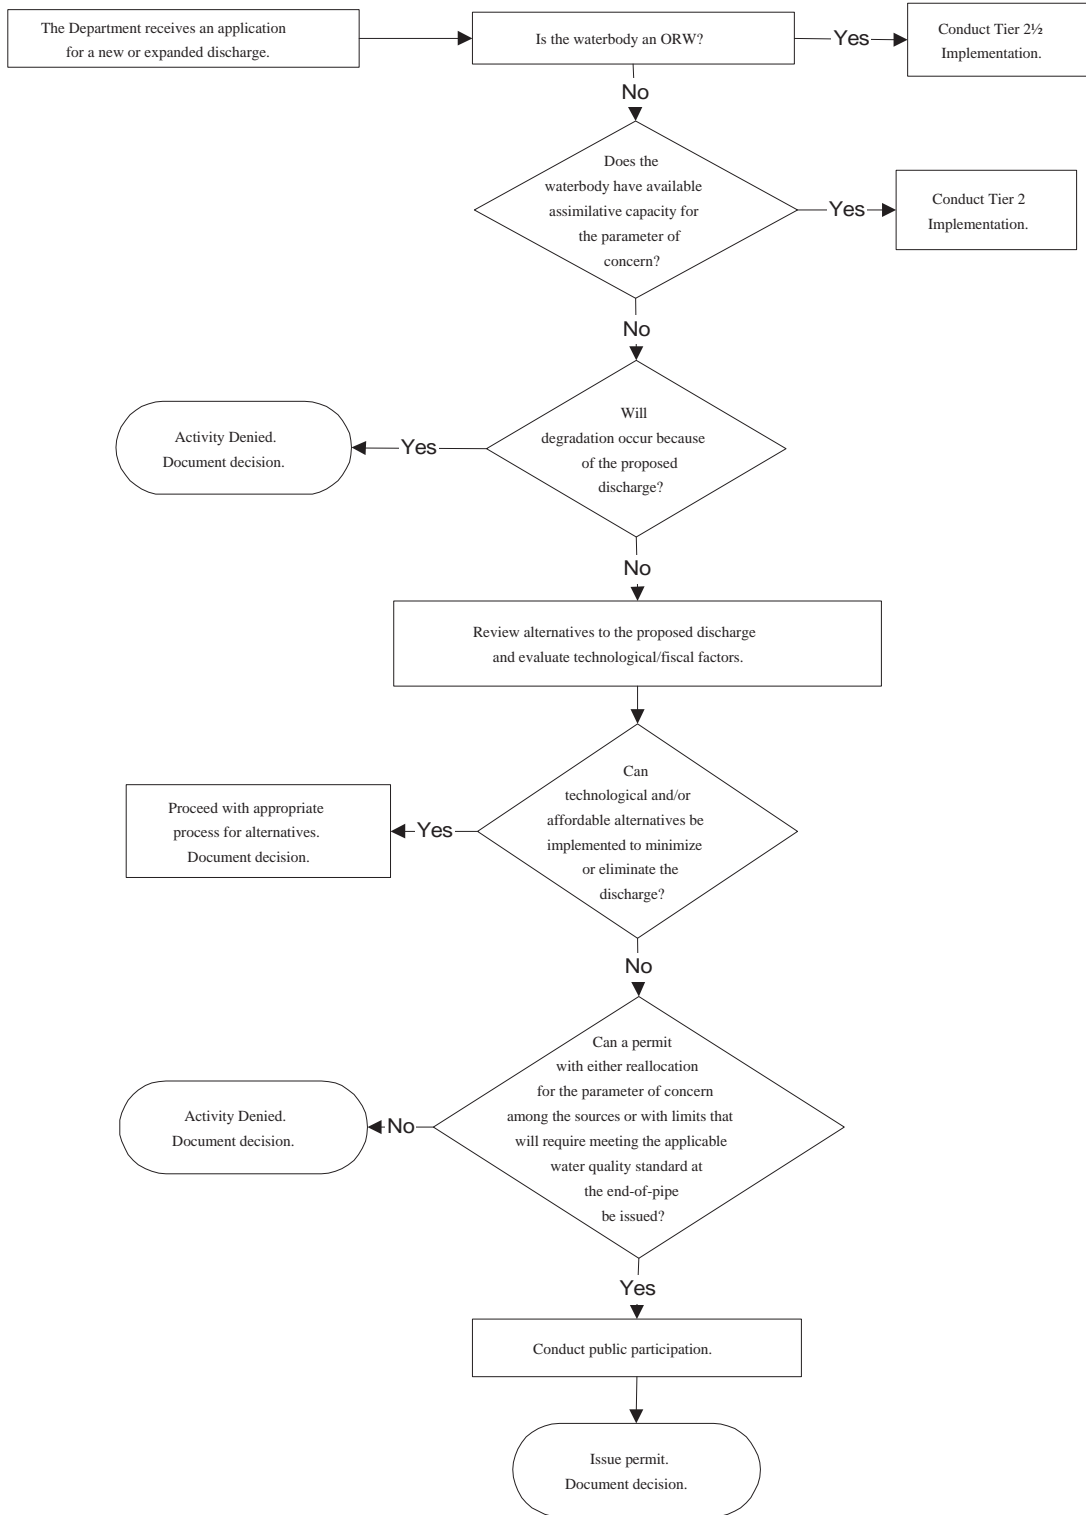 The Department receives an application
for a new or expanded discharge.
Is the waterbody an ORW?
Yes
Conduct Tier 2½
Implementation.
No
Does the
waterbody have available
assimilative capacity for
the parameter of
concern?
Yes
Conduct Tier 2
Implementation.
No
Will
degradation occur because
of the proposed
discharge?
Yes
Activity Denied.
Document decision.
No
Review alternatives to the proposed discharge
and evaluate technological/fiscal factors.
Can
technological and/or
affordable alternatives be
implemented to minimize
or eliminate the
discharge?
Yes
Proceed with appropriate
process for alternatives.
Document decision.
No
Can a permit
with either reallocation
for the parameter of concern
among the sources or with limits that
will require meeting the applicable
water quality standard at
the end-of-pipe
be issued?
No
Activity Denied.
Document decision.
Yes
Conduct public participation.
Issue permit.
Document decision.